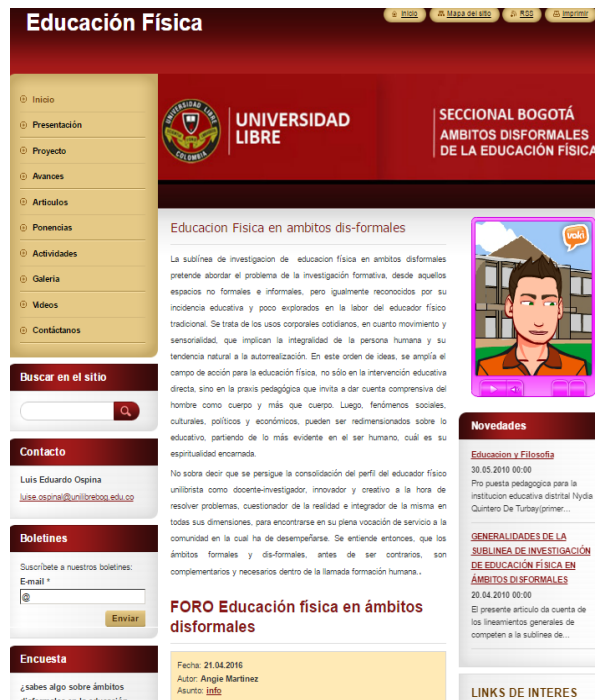 Educación Física
Inicio
Mapa del sitio
RSS
Imprimir
Inicio
Presentación
Proyecto
Avances
Articulos
Ponencias
Actividades
Galeria
Videos
Contáctanos
UNIVERSIDAD LIBRE COLOMBIA
UNIVERSIDAD
LIBRE
SECCIONAL BOGOTÁ
AMBITOS DISFORMALES
DE LA EDUCACIÓN FÍSICA
Educacion Fisica en ambitos dis-formales
La sublínea de investigacion de educacion física en ambitos disformales
pretende abordar el problema de la investigación formativa, desde aquellos
espacios no formales e informales, pero igualmente reconocidos por su
incidencia educativa y poco explorados en la labor del educador físico
tradicional. Se trata de los usos corporales cotidianos, en cuanto movimiento y
sensorialidad, que implican la integralidad de la persona humana y su
tendencia natural a la autorrealización. En este orden de ideas, se amplía el
campo de acción para la educación física, no sólo en la intervención educativa
directa, sino en la praxis pedagógica que invita a dar cuenta comprensiva del
hombre como cuerpo y más que cuerpo. Luego, fenómenos sociales,
culturales, políticos y económicos, pueden ser redimensionados sobre lo
educativo, partiendo de lo más evidente en el ser humano, cuál es su
espiritualidad encarnada.
No sobra decir que se persigue la consolidación del perfil del educador físico
unilibrista como docente-investigador, innovador y creativo a la hora de
resolver problemas, cuestionador de la realidad e integrador de la misma en
todas sus dimensiones, para encontrarse en su plena vocación de servicio a la
comunidad en la cual ha de desempeñarse. Se entiende entonces, que los
ámbitos formales y dis-formales, antes de ser contrarios, son
complementarios y necesarios dentro de la llamada formación humana..
FORO Educación física en ámbitos
disformales
Fecha: 21.04.2016
Autor: Angie Martinez
Asunto: info
Buscar en el sitio
Contacto
Luis Eduardo Ospina
luise.ospinal@unilibrebog.edu.co
Boletines
Suscríbete a nuestros boletines:
E-mail *
@
Enviar
Encuesta
¿sabes algo sobre ámbitos
disformales en la educación
voki
Novedades
Educacion y Filosofia
30.05.2010 00:00
Pro puesta pedagogica para la
institucion educativa distrital Nydia
Quintero De Turbay(primer...
GENERALIDADES DE LA
SUBLINEA DE INVESTIGACIÓN
DE EDUCACIÓN FÍSICA EN
ÁMBITOS DISFORMALES
20.04.2010 00:00
El presente articulo da cuenta de
los lineamientos generales de
competen a la sublinea de...
LINKS DE INTERES